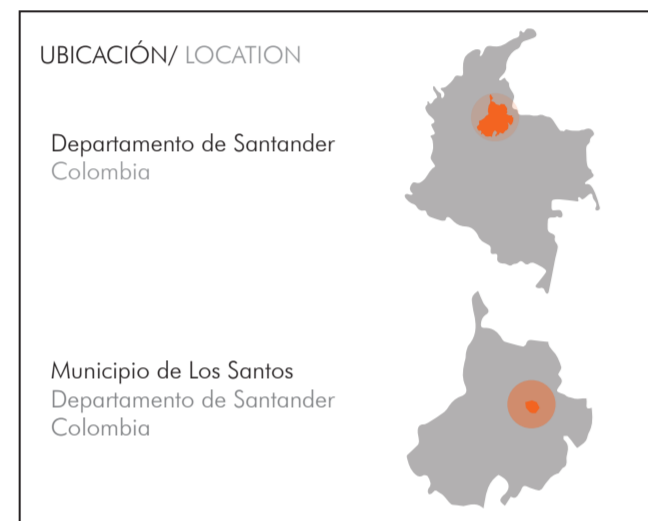 UBICACIÓN/ LOCATION
Departamento de Santander
Colombia
Municipio de Los Santos
Departamento de Santander
Colombia